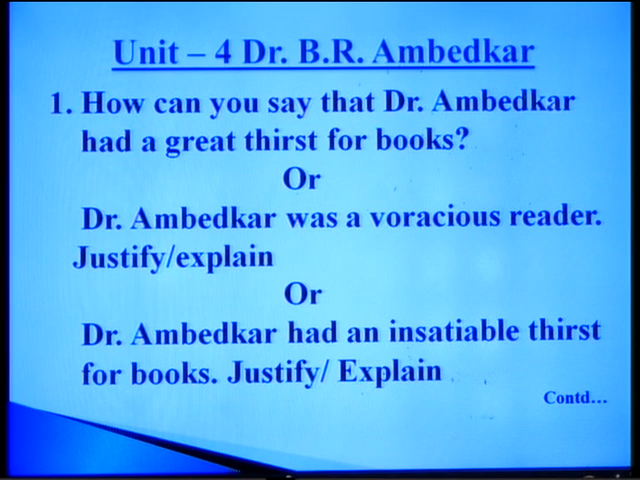 Unit – 4 Dr. B.R. Ambedkar
1. How can you say that Dr. Ambedkar
had a great thirst for books?
Or
Dr. Ambedkar was a voracious reader.
Justify/explain
Or
Dr. Ambedkar had an insatiable thirst
for books. Justify/ Explain
Contd...